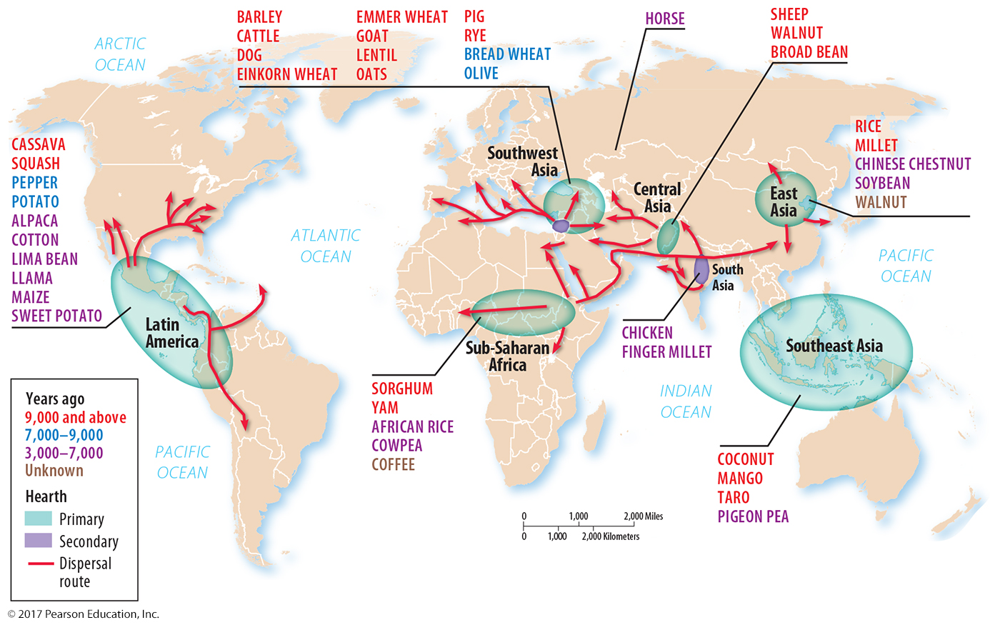 BARLEY
CATTLE
DOG
EINKORN WHEAT
EMMER WHEAT
GOAT
LENTIL
OATS
PIG
RYE
BREAD WHEAT
OLIVE
HORSE
SHEEP
WALNUT
BROAD BEAN
ARCTIC
OCEAN
RICE
MILLET
CHINESE CHESTNUT
SOYBEAN
WALNUT
CASSAVA
SQUASH
PEPPER
POTATO
ALPACA
COTTON
LIMA BEAN
LLAMA
MAIZE
SWEET POTATO
Southwest
Asia
Central
Asia
East
Asia
ATLANTIC
OCEAN
PACIFIC
OCEAN
South
Asia
Latin
America
CHICKEN
FINGER MILLET
Southeast Asia
Sub-Saharan
Africa
SORGHUM
YAM
AFRICAN RICE
COWPEA
COFFEE
INDIAN
OCEAN
COCONUT
MANGO
TARO
PIGEON PEA
PACIFIC
OCEAN
Years ago
9,000 and above
7,000–9,000
3,000–7,000
Unknown
Hearth
Primary
Secondary
Dispersal
route
0 1,000 2,000 Miles
0 1,000 2,000 Kilometers
© 2017 Pearson Education, Inc.